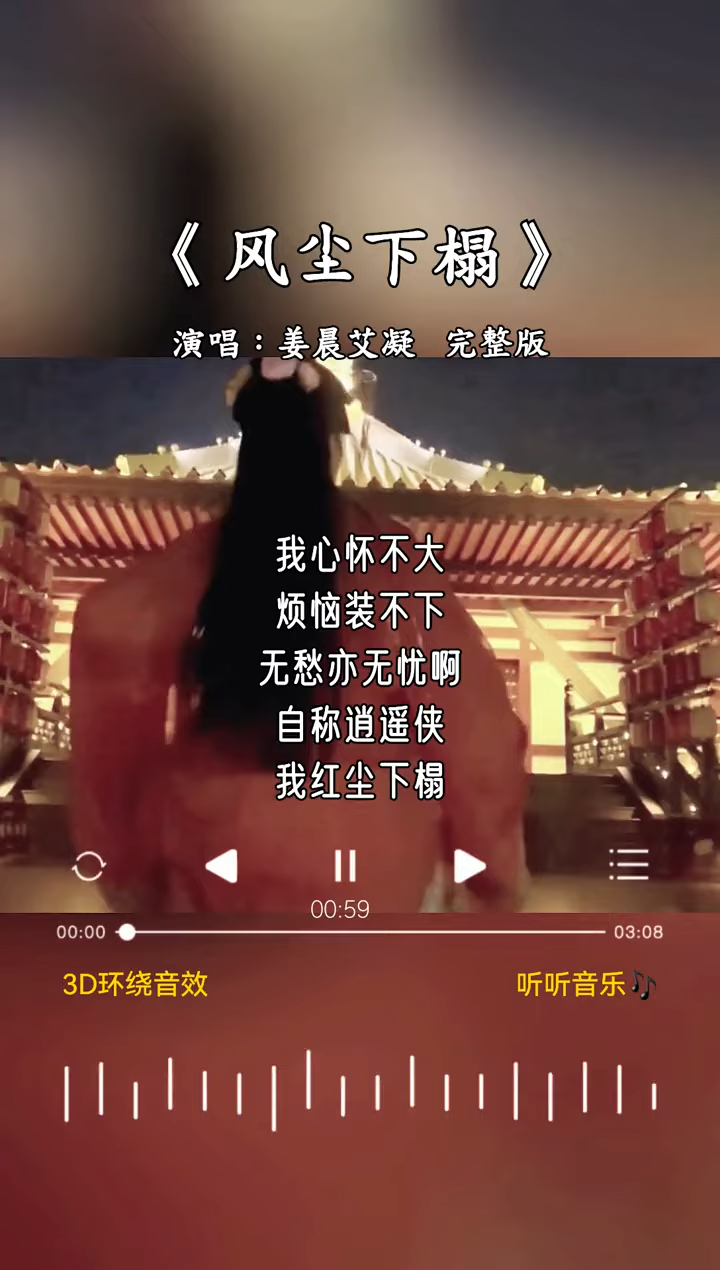 《风尘下榻》
演唱：姜晨艾凝 完整版
我心怀不大
烦恼装不下
无愁亦无忧啊
自称逍遥侠
我红尘下榻
00:59
00:00 03:08
3D环绕音效 听听音乐🎶